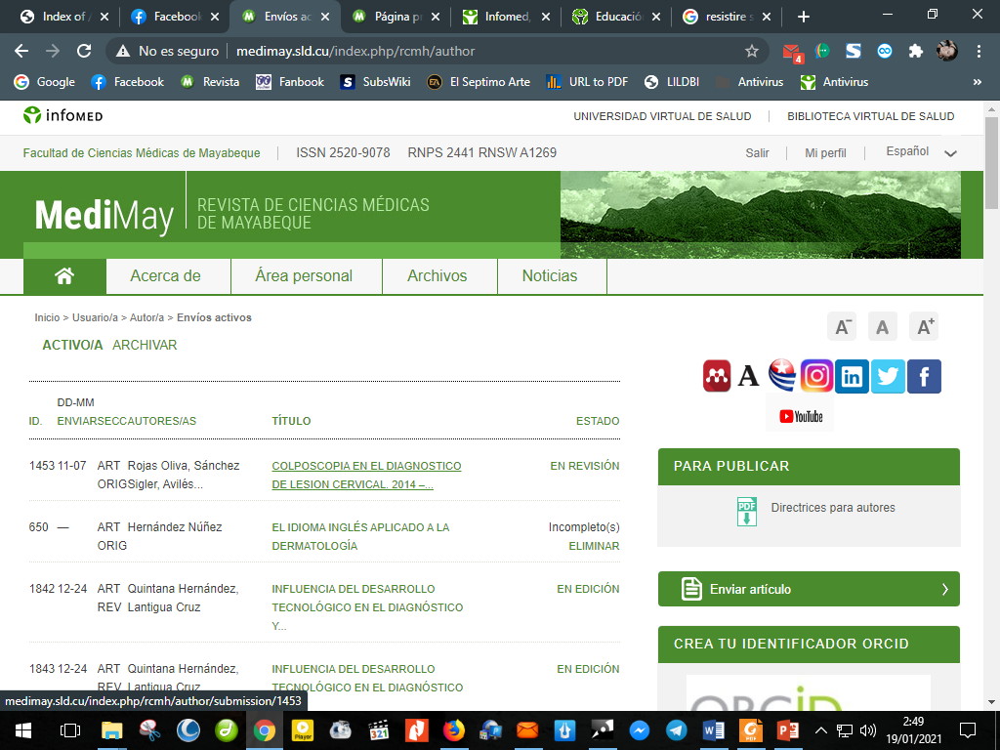 Index of /
Facebook
Envíos ac
Página p
Infomed,
Educació
resistire s
No es seguro
medimay.sld.cu/index.php/rcmh/author
4
Google
Facebook
Revista
Fanbook
SubsWiki
El Septimo Arte
URL to PDF
LILDBI
Antivirus
Antivirus
»
infoMED
UNIVERSIDAD VIRTUAL DE SALUD
BIBLIOTECA VIRTUAL DE SALUD
Facultad de Ciencias Médicas de Mayabeque
ISSN 2520-9078
RNPS 2441 RNSW A1269
Salir
Mi perfil
Español
MediMay
REVISTA DE CIENCIAS MÉDICAS
DE MAYABEQUE
Acerca de
Área personal
Archivos
Noticias
Inicio > Usuario/a > Autor/a > Envíos activos
A- A A+
ACTIVO/A ARCHIVAR
YouTube
DD-MM
ID. ENVIARSECCAUTORES/AS TÍTULO ESTADO
1453 11-07 ART Rojas Oliva, Sánchez COLPOSCOPIA EN EL DIAGNOSTICO EN REVISIÓN
ORIGSigler, Avilés... DE LESION CERVICAL. 2014 –...
650 — ART Hernández Núñez EL IDIOMA INGLÉS APLICADO A LA Incompleto(s)
ORIG DERMATOLOGÍA ELIMINAR
1842 12-24 ART Quintana Hernández, INFLUENCIA DEL DESARROLLO EN EDICIÓN
REV Lantigua Cruz TECNOLÓGICO EN EL DIAGNÓSTICO
Y...
1843 12-24 ART Quintana Hernández, INFLUENCIA DEL DESARROLLO EN EDICIÓN
REV Lantigua Cruz TECNOLÓGICO EN EL DIAGNÓSTICO
PARA PUBLICAR
PDF
Directrices para autores
Enviar artículo
CREA TU IDENTIFICADOR ORCID
ORCID
medimay.sld.cu/index.php/rcmh/author/submission/1453
Player
321
2:49
19/01/2021